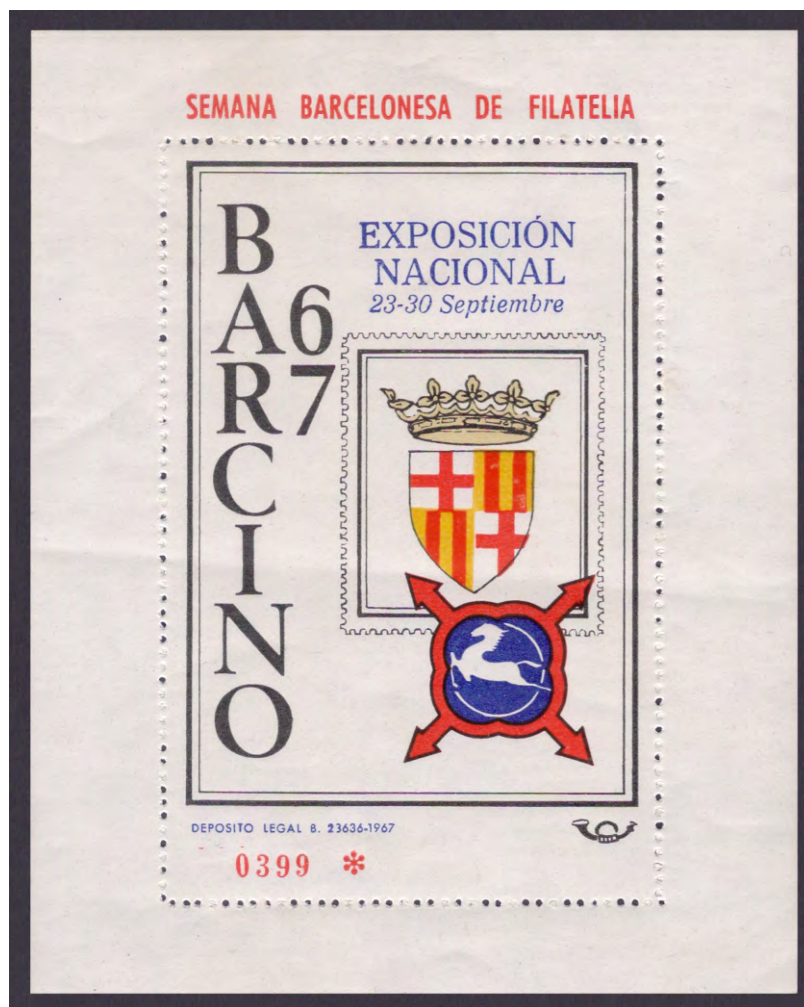 SEMANA BARCELONESA DE FILATELIA
BARCINO
67
EXPOSICIÓN
NACIONAL
23-30 Septiembre
DEPOSITO LEGAL B. 23636-1967
0399 *